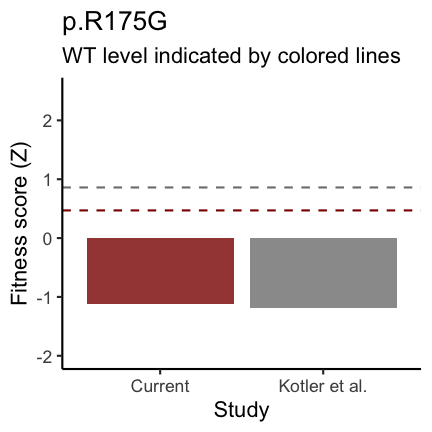 p.R175G
WT level indicated by colored lines
Fitness score (Z)
2
1
0
-1
-2
Current
Kotler et al.
Study